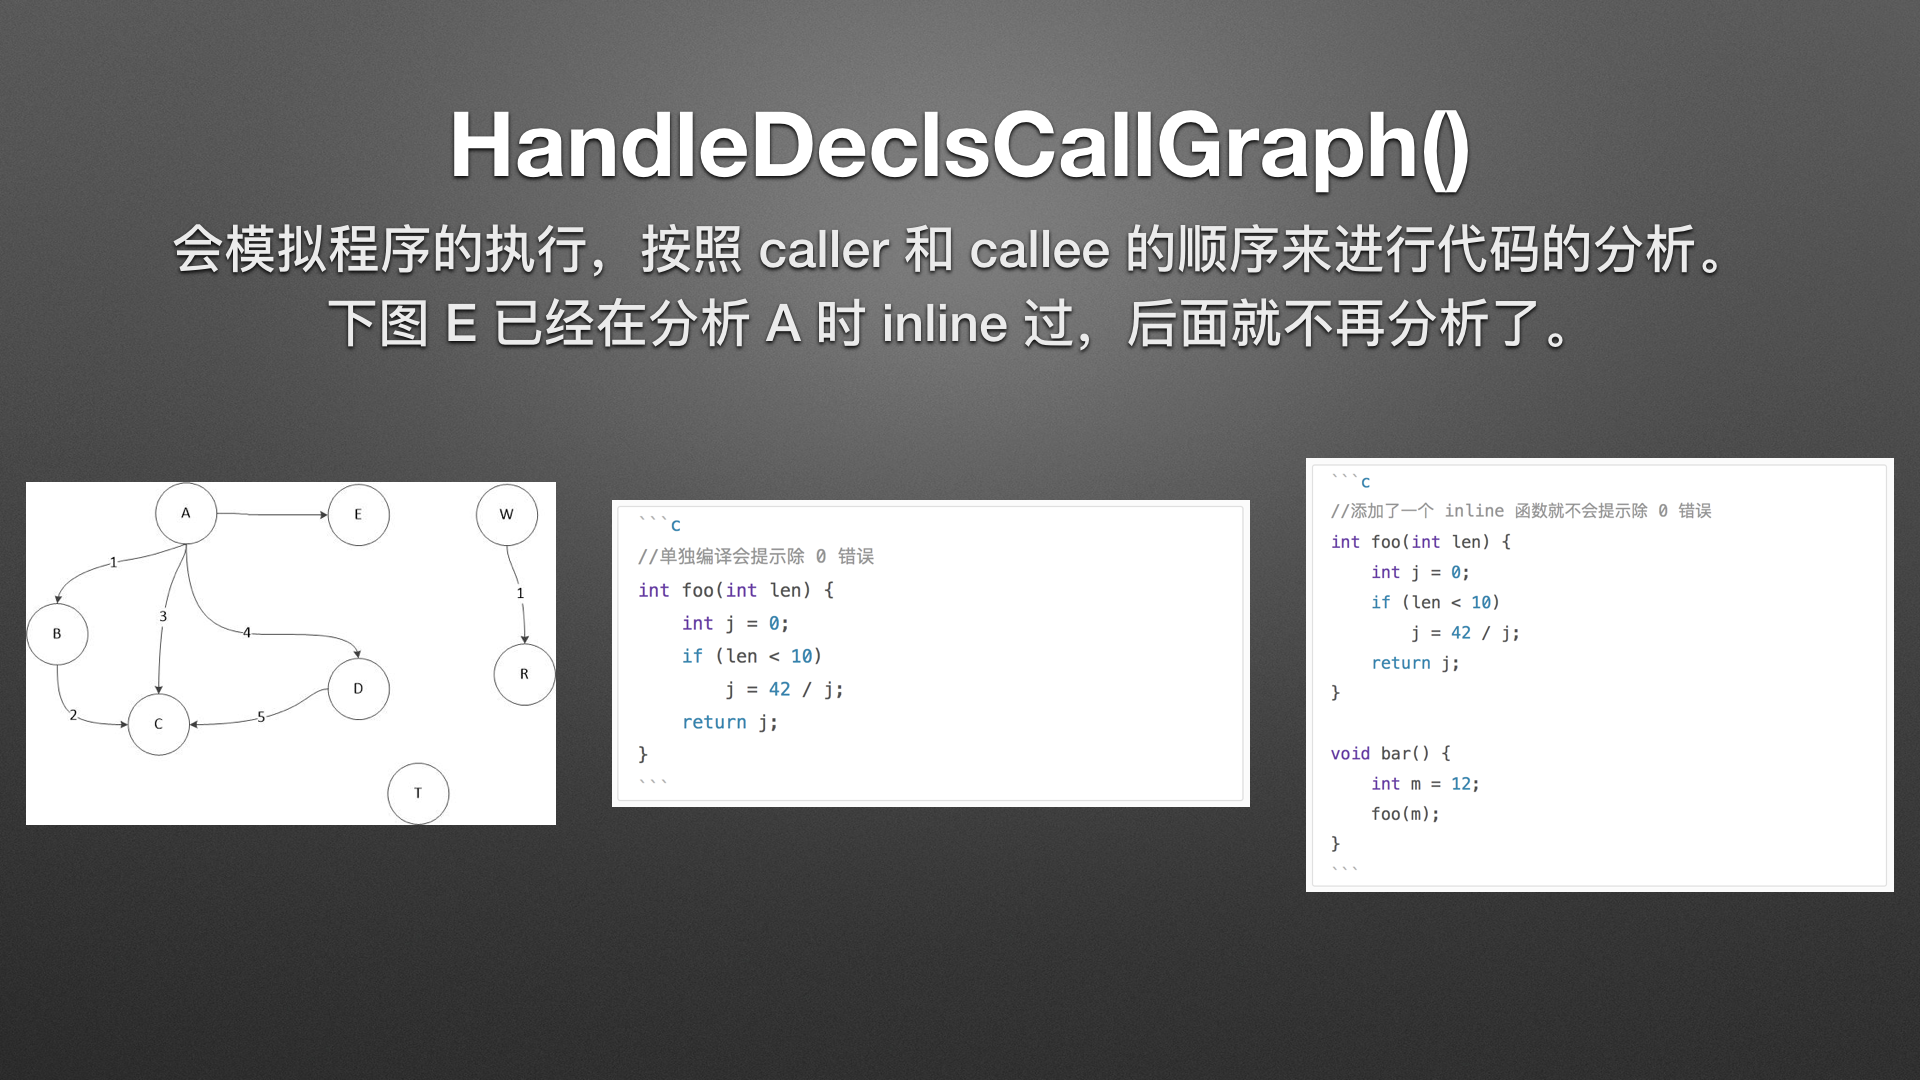 HandleDeclsCallGraph()
会模拟程序的执行，按照 caller 和 callee 的顺序来进行代码的分析。
下图 E 已经在分析 A 时 inline 过，后面就不再分析了。
A
E
W
1
1
3
B
4
R
D
2
C
5
T
```c
//单独编译会提示除 0 错误
int foo(int len) {
    int j = 0;
    if (len < 10)
        j = 42 / j;
    return j;
}
```
```c
//添加了一个 inline 函数就不会提示除 0 错误
int foo(int len) {
    int j = 0;
    if (len < 10)
        j = 42 / j;
    return j;
}
void bar() {
    int m = 12;
    foo(m);
}
```